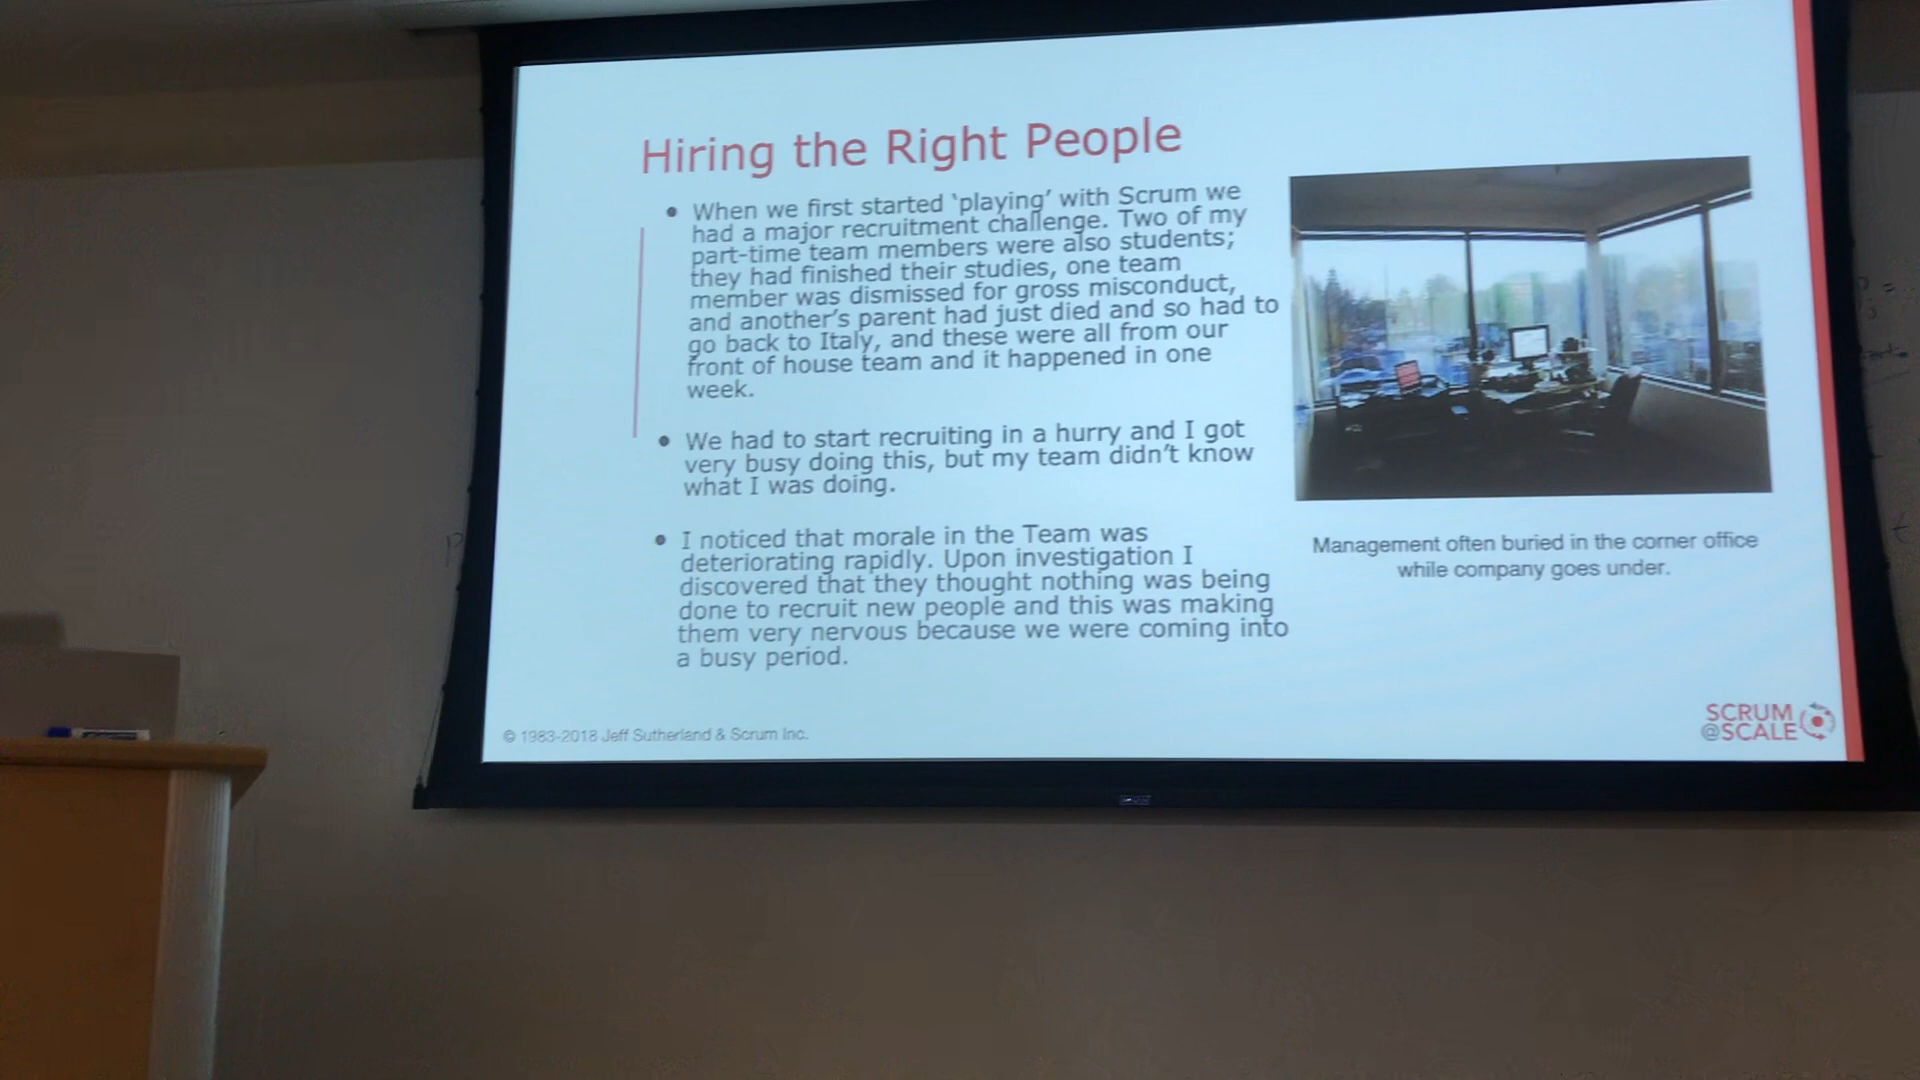 Hiring the Right People
• When we first started ‘playing’ with Scrum we
had a major recruitment challenge. Two of my
part-time team members were also students;
they had finished their studies, one team
member was dismissed for gross misconduct,
and another’s parent had just died and so had to
go back to Italy, and these were all from our
front of house team and it happened in one
week.
• We had to start recruiting in a hurry and I got
very busy doing this, but my team didn’t know
what I was doing.
• I noticed that morale in the Team was
deteriorating rapidly. Upon investigation I
discovered that they thought nothing was being
done to recruit new people and this was making
them very nervous because we were coming into
a busy period.
Management often buried in the corner office
while company goes under.
© 1983-2018 Jeff Sutherland & Scrum Inc.
SCRUM
@SCALE